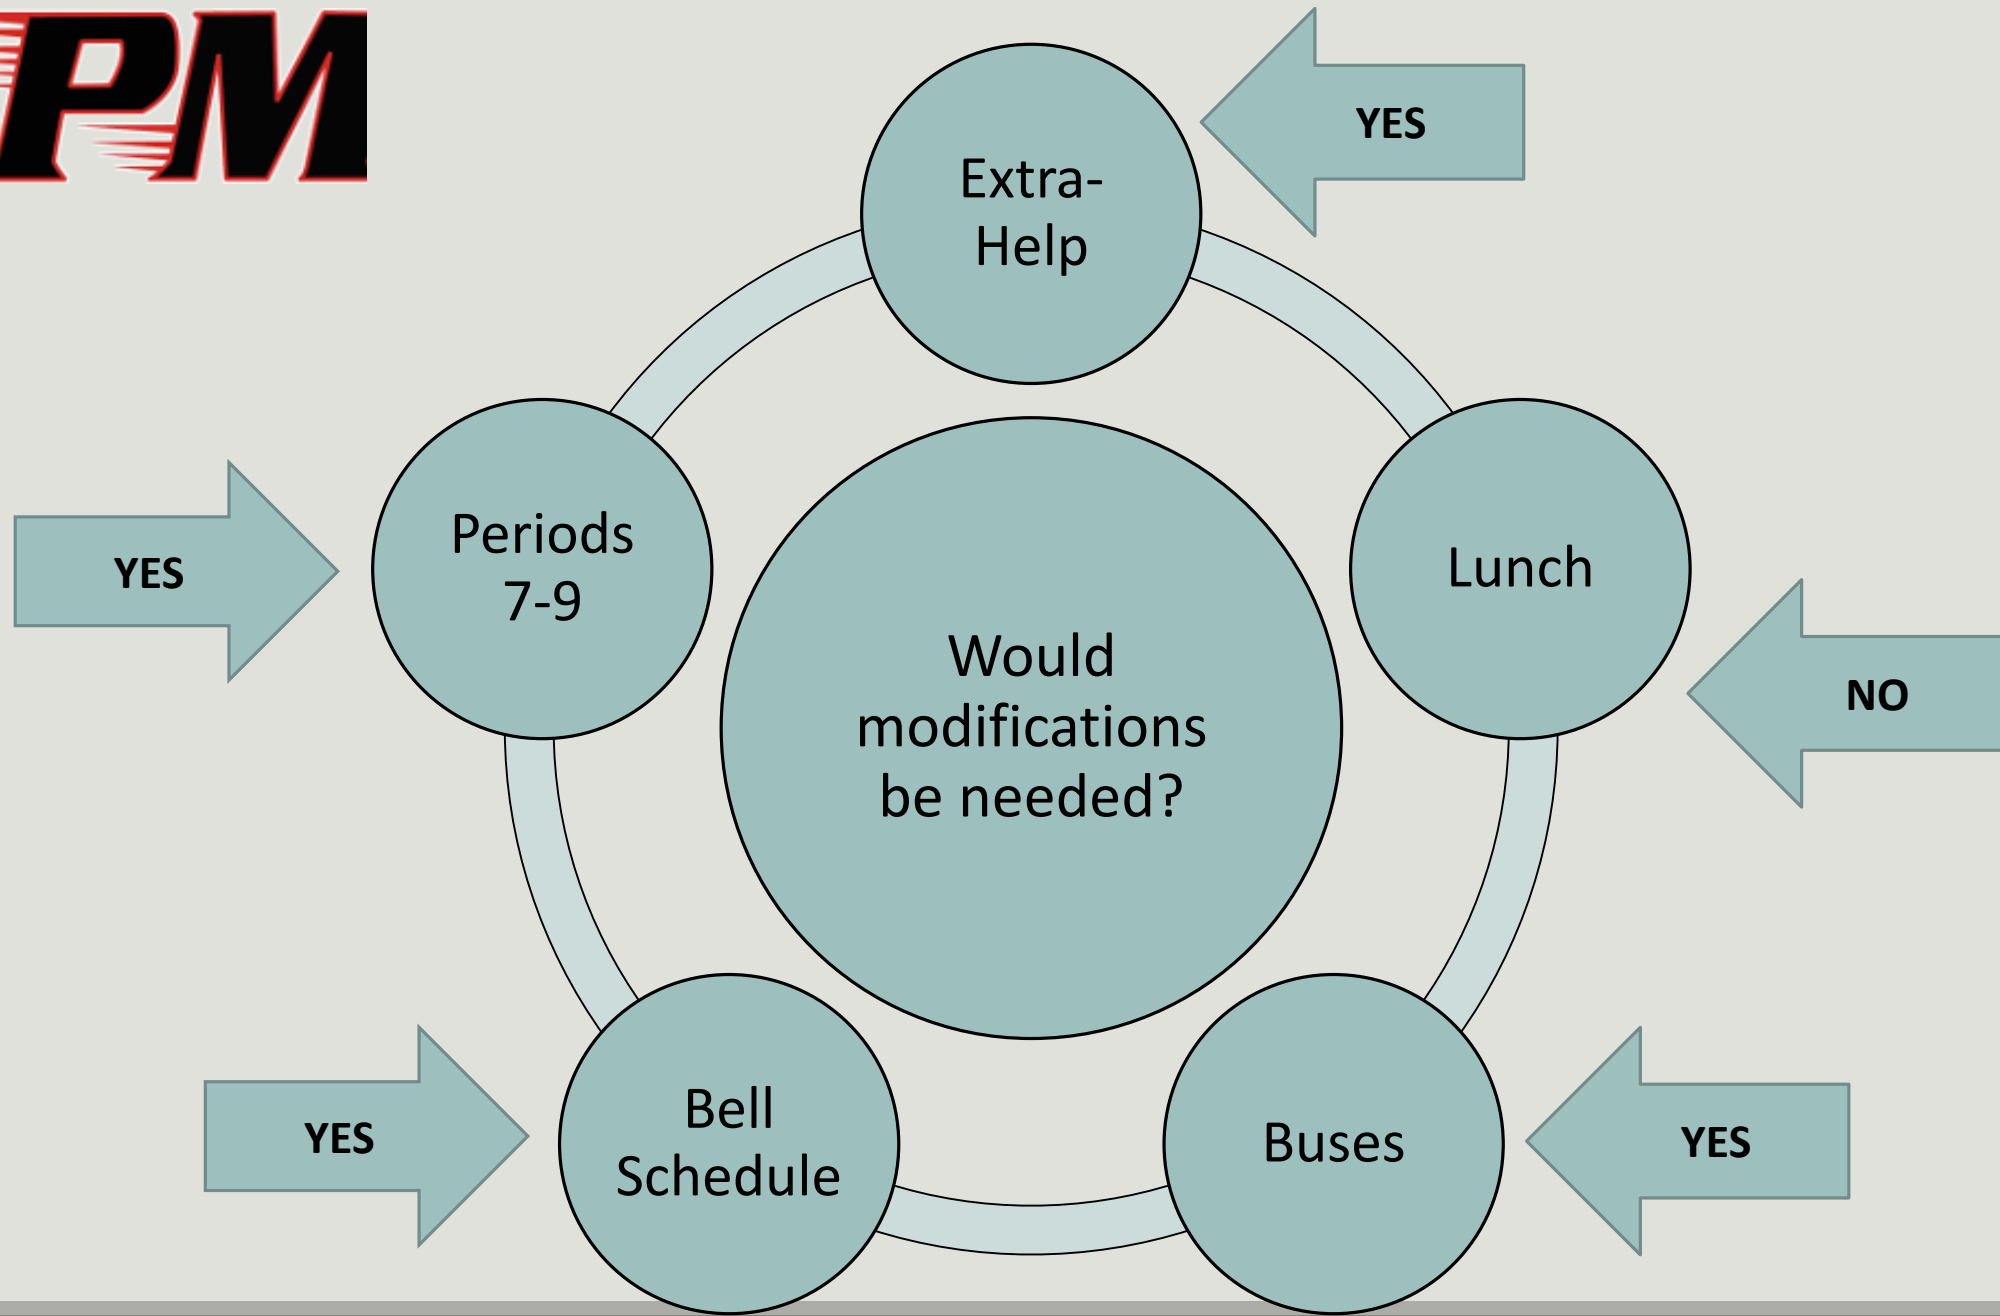 PM
YES
Extra-
Help
Periods
7-9
YES
Lunch
NO
Would
modifications
be needed?
Bell
Schedule
YES
Buses
YES